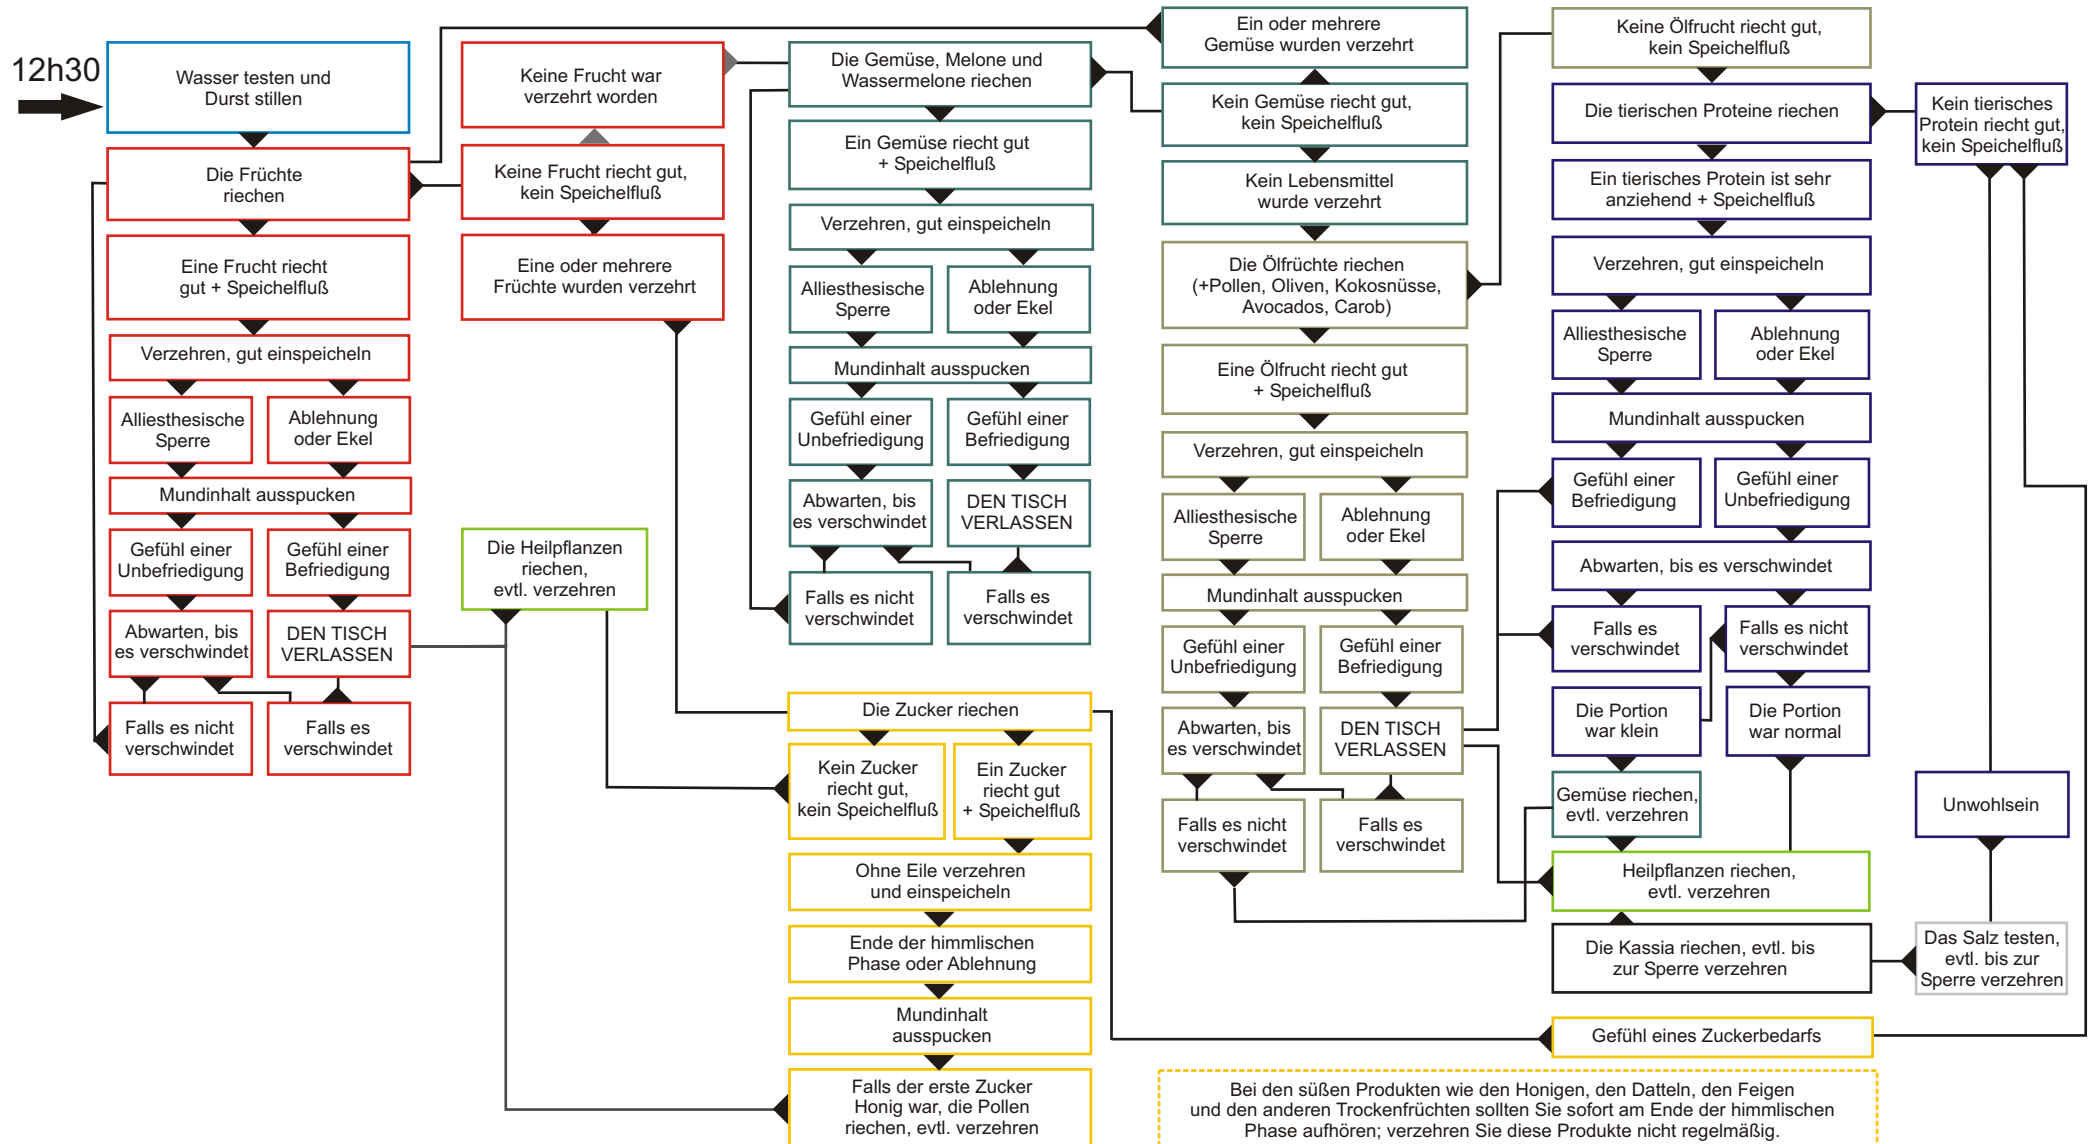 12h30
Wasser testen und
Durst stillen
Die Früchte
riechen
Eine Frucht riecht
gut + Speichelfluß
Verzehren, gut einspeicheln
Alliesthesische
Sperre
Ablehnung
oder Ekel
Mundinhalt ausspucken
Gefühl einer
Unbefriedigung
Gefühl einer
Befriedigung
Abwarten, bis
es verschwindet
DEN TISCH
VERLASSEN
Falls es nicht
verschwindet
Falls es
verschwindet
Keine Frucht war
verzehrt worden
Keine Frucht riecht gut,
kein Speichelfluß
Eine oder mehrere
Früchte wurden verzehrt
Die Heilpflanzen
riechen,
evtl. verzehren
Die Gemüse, Melone und
Wassermelone riechen
Ein Gemüse riecht gut
+ Speichelfluß
Verzehren, gut einspeicheln
Alliesthesische
Sperre
Ablehnung
oder Ekel
Mundinhalt ausspucken
Gefühl einer
Unbefriedigung
Gefühl einer
Befriedigung
Abwarten, bis
es verschwindet
DEN TISCH
VERLASSEN
Falls es nicht
verschwindet
Falls es
verschwindet
Die Zucker riechen
Kein Zucker
riecht gut,
kein Speichelfluß
Ein Zucker
riecht gut
+ Speichelfluß
Ohne Eile verzehren
und einspeicheln
Ende der himmlischen
Phase oder Ablehnung
Mundinhalt
ausspucken
Falls der erste Zucker
Honig war, die Pollen
riechen, evtl. verzehren
Ein oder mehrere
Gemüse wurden verzehrt
Kein Gemüse riecht gut,
kein Speichelfluß
Kein Lebensmittel
wurde verzehrt
Die Ölfrüchte riechen
(+Pollen, Oliven, Kokosnüsse,
Avocados, Carob)
Eine Ölfrucht riecht gut
+ Speichelfluß
Verzehren, gut einspeicheln
Alliesthesische
Sperre
Ablehnung
oder Ekel
Mundinhalt ausspucken
Gefühl einer
Unbefriedigung
Gefühl einer
Befriedigung
Abwarten, bis
es verschwindet
DEN TISCH
VERLASSEN
Falls es nicht
verschwindet
Falls es
verschwindet
Keine Ölfrucht riecht gut,
kein Speichelfluß
Die tierischen Proteine riechen
Ein tierisches Protein ist sehr
anziehend + Speichelfluß
Verzehren, gut einspeicheln
Alliesthesische
Sperre
Ablehnung
oder Ekel
Mundinhalt ausspucken
Gefühl einer
Befriedigung
Gefühl einer
Unbefriedigung
Abwarten, bis es verschwindet
Falls es
verschwindet
Falls es nicht
verschwindet
Die Portion
war klein
Die Portion
war normal
Gemüse riechen,
evtl. verzehren
Heilpflanzen riechen,
evtl. verzehren
Die Kassia riechen, evtl. bis
zur Sperre verzehren
Gefühl eines Zuckerbedarfs
Kein tierisches
Protein riecht gut,
kein Speichelfluß
Unwohlsein
Das Salz testen,
evtl. bis zur
Sperre verzehren
Bei den süßen Produkten wie den Honigen, den Datteln, den Feigen
und den anderen Trockenfrüchten sollten Sie sofort am Ende der himmlischen
Phase aufhören; verzehren Sie diese Produkte nicht regelmäßig.